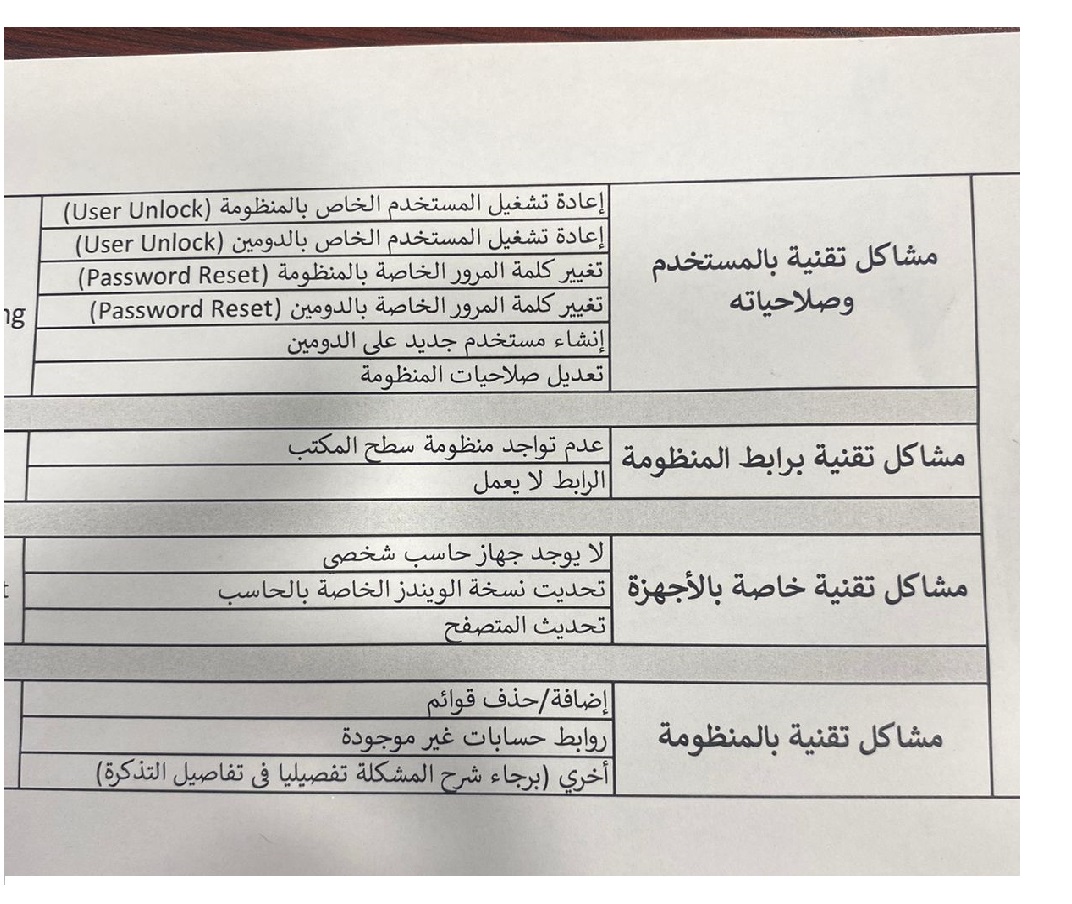 مشاكل تقنية بالمستخدم
وصلاحياته
إعادة تشغيل المستخدم الخاص بالمنظومة (User Unlock)
إعادة تشغيل المستخدم الخاص بالدومين (User Unlock)
تغيير كلمة المرور الخاصة بالمنظومة (Password Reset)
تغيير كلمة المرور الخاصة بالدومين (Password Reset)
إنشاء مستخدم جديد على الدومين
تعديل صلاحيات المنظومة
مشاكل تقنية برابط المنظومة
عدم تواجد منظومة سطح المكتب
الرابط لا يعمل
مشاكل تقنية خاصة بالأجهزة
لا يوجد جهاز حاسب شخصى
تحديت نسخة الويندز الخاصة بالحاسب
تحديث المتصفح
مشاكل تقنية بالمنظومة
إضافة/حذف قوائم
روابط حسابات غير موجودة
أخري (برجاء شرح المشكلة تفصيليا فى تفاصيل التذكرة)